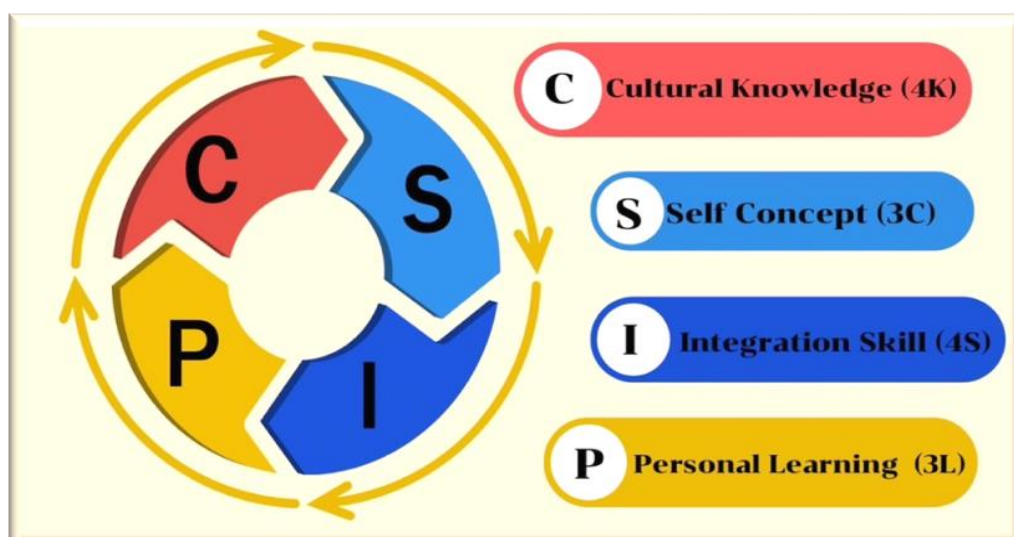 C
S
P
I
C Cultural Knowledge (4K)
S Self Concept (3C)
I Integration Skill (4S)
P Personal Learning (3L)